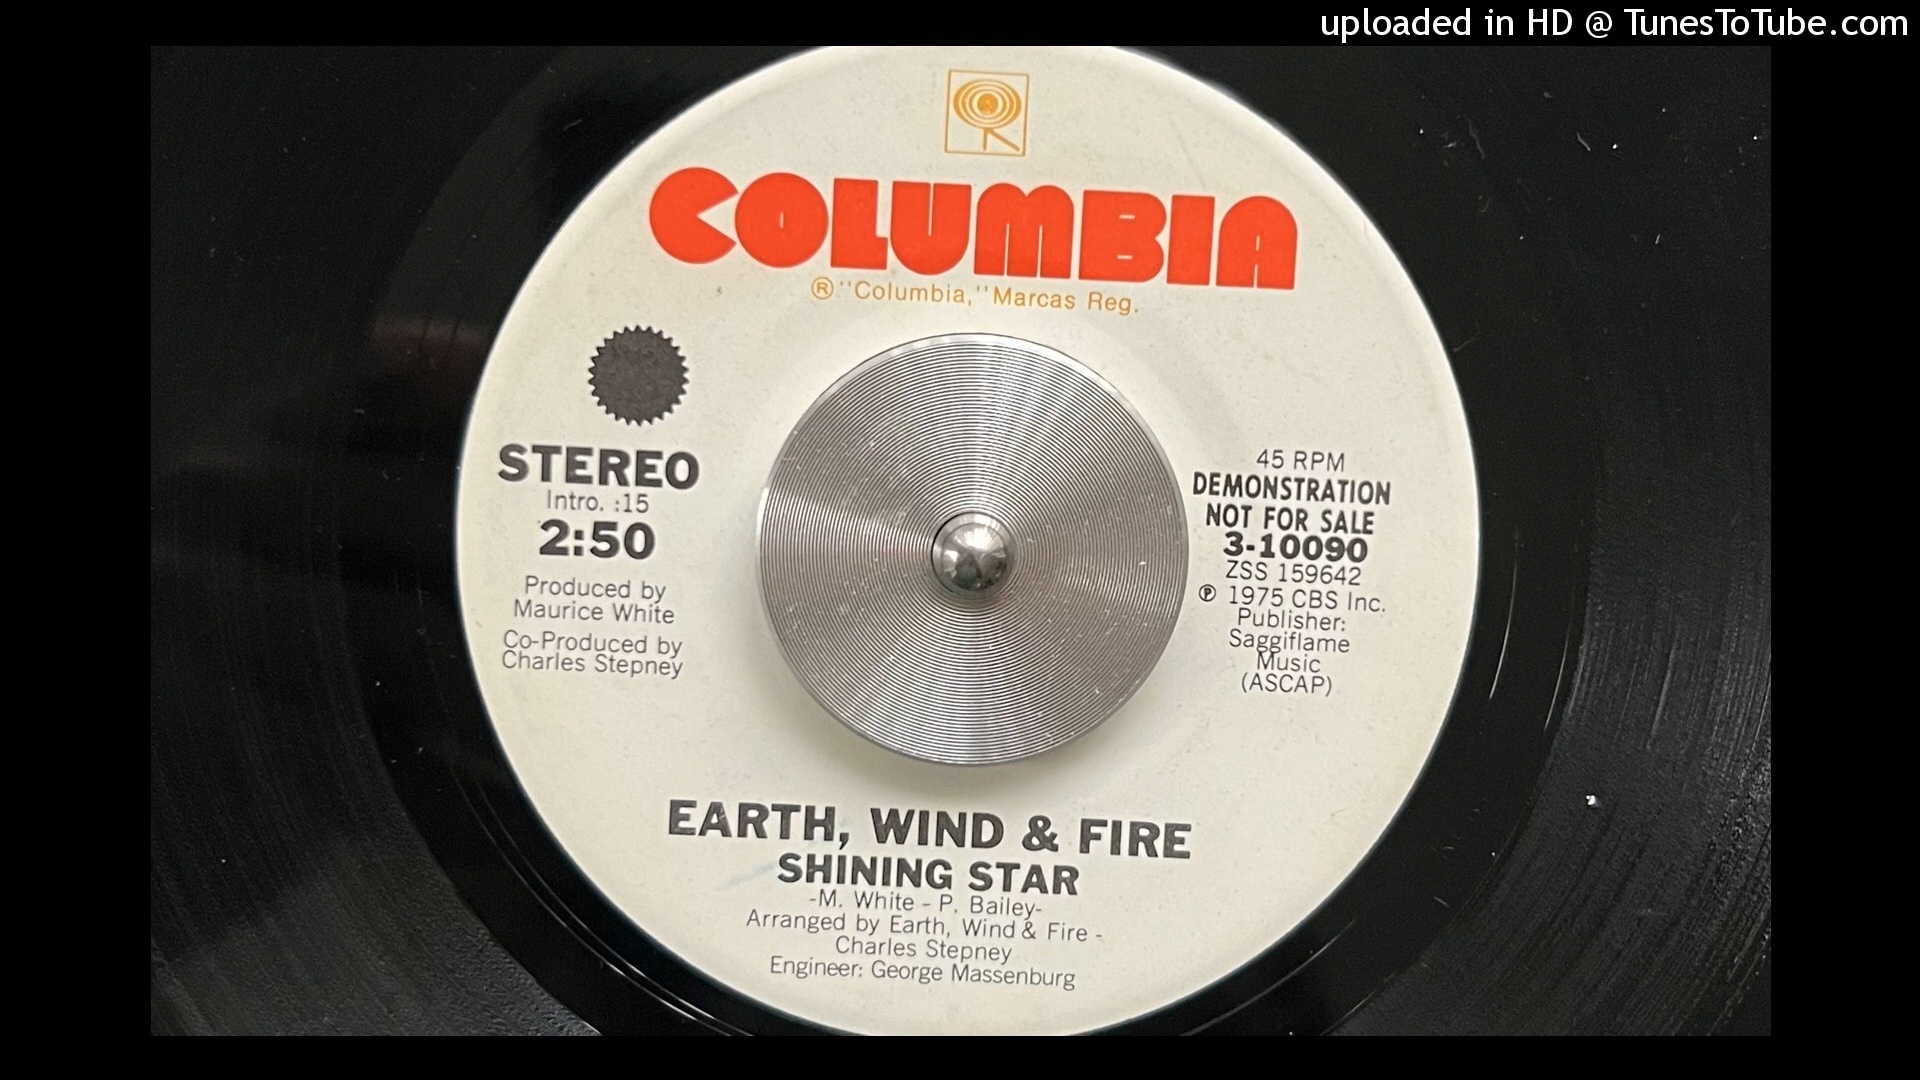 uploaded in HD @ TunesToTube.com
COLUMBIA
® "Columbia," Marcas Reg.
STEREO
Intro. :15
2:50
Produced by
Maurice White
Co-Produced by
Charles Stepney
45 RPM
DEMONSTRATION
NOT FOR SALE
3-10090
ZSS 159642
℗ 1975 CBS Inc.
Publisher:
Saggiflame
Music
(ASCAP)
EARTH, WIND & FIRE
SHINING STAR
-M. White - P. Bailey-
Arranged by Earth, Wind & Fire -
Charles Stepney
Engineer: George Massenburg